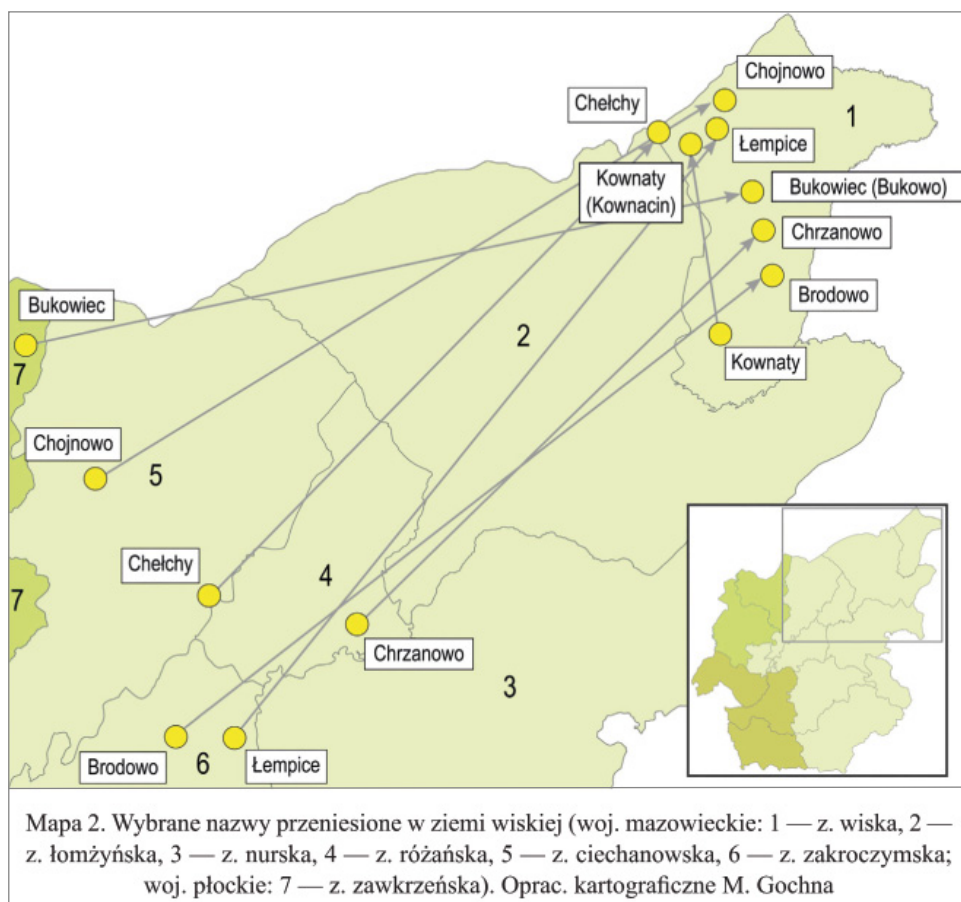 Chojnowo
Chełchy
1
Łempice
Kownaty
(Kownacin)
Bukowiec (Bukowo)
Chrzanowo
Brodowo
Bukowiec
2
Kownaty
7
Chojnowo
5
Chełchy
4
7
Chrzanowo
3
Brodowo
6
Łempice
Mapa 2. Wybrane nazwy przeniesione w ziemi wiskiej (woj. mazowieckie: 1 — z. wiska, 2 —
z. łomżyńska, 3 — z. nurska, 4 — z. różańska, 5 — z. ciechanowska, 6 — z. zakroczymska;
woj. płockie: 7 — z. zawkrzeńska). Oprac. kartograficzne M. Gochna